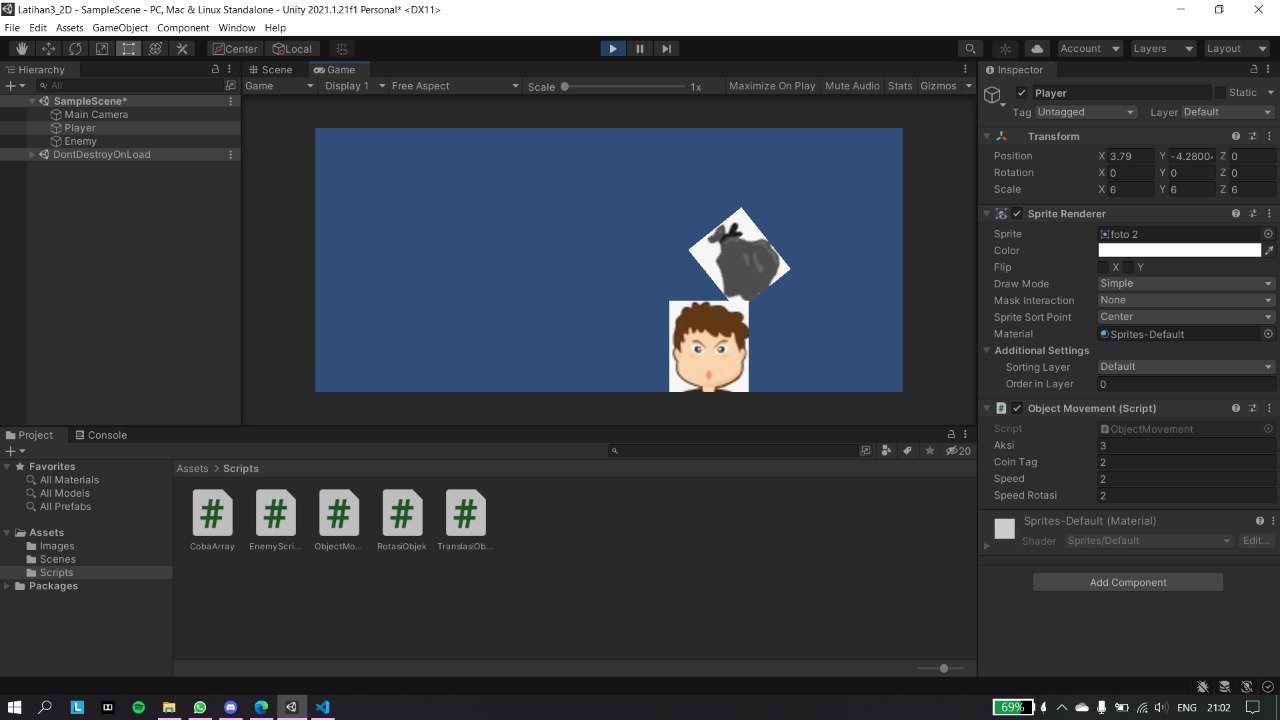 Latihan3_2D - SampleScene - PC, Mac & Linux Standalone - Unity 2021.1.21f1 Personal* <DX11>
File Edit Assets GameObject Component Window Help
Center Local Account Layers Layout
Hierarchy Scene Game Inspector
All Game Display 1 Free Aspect Scale 1x Maximize On Play Mute Audio Stats Gizmos
SampleScene*
Main Camera
Player
Enemy
DontDestroyOnLoad
Player Static
Tag Untagged Layer Default
Transform
Position X 3.79 Y -4.2800 Z 0
Rotation X 0 Y 0 Z 0
Scale X 6 Y 6 Z 6
Sprite Renderer
Sprite foto 2
Color
Flip X Y
Draw Mode Simple
Mask Interaction None
Sprite Sort Point Center
Material Sprites-Default
Additional Settings
Sorting Layer Default
Order in Layer 0
Object Movement (Script)
Script ObjectMovement
Aksi 3
Coin Tag 2
Speed 2
Speed Rotasi 2
Sprites-Default (Material)
Shader Sprites/Default Edit...
Add Component
Project Console
20
Favorites
All Materials
All Models
All Prefabs
Assets
Images
Scenes
Scripts
Packages
Assets > Scripts
# # # # #
CobaArray EnemyScri... ObjectMo... RotasiObjek TranslasiOb...
L 69% ENG 21:02